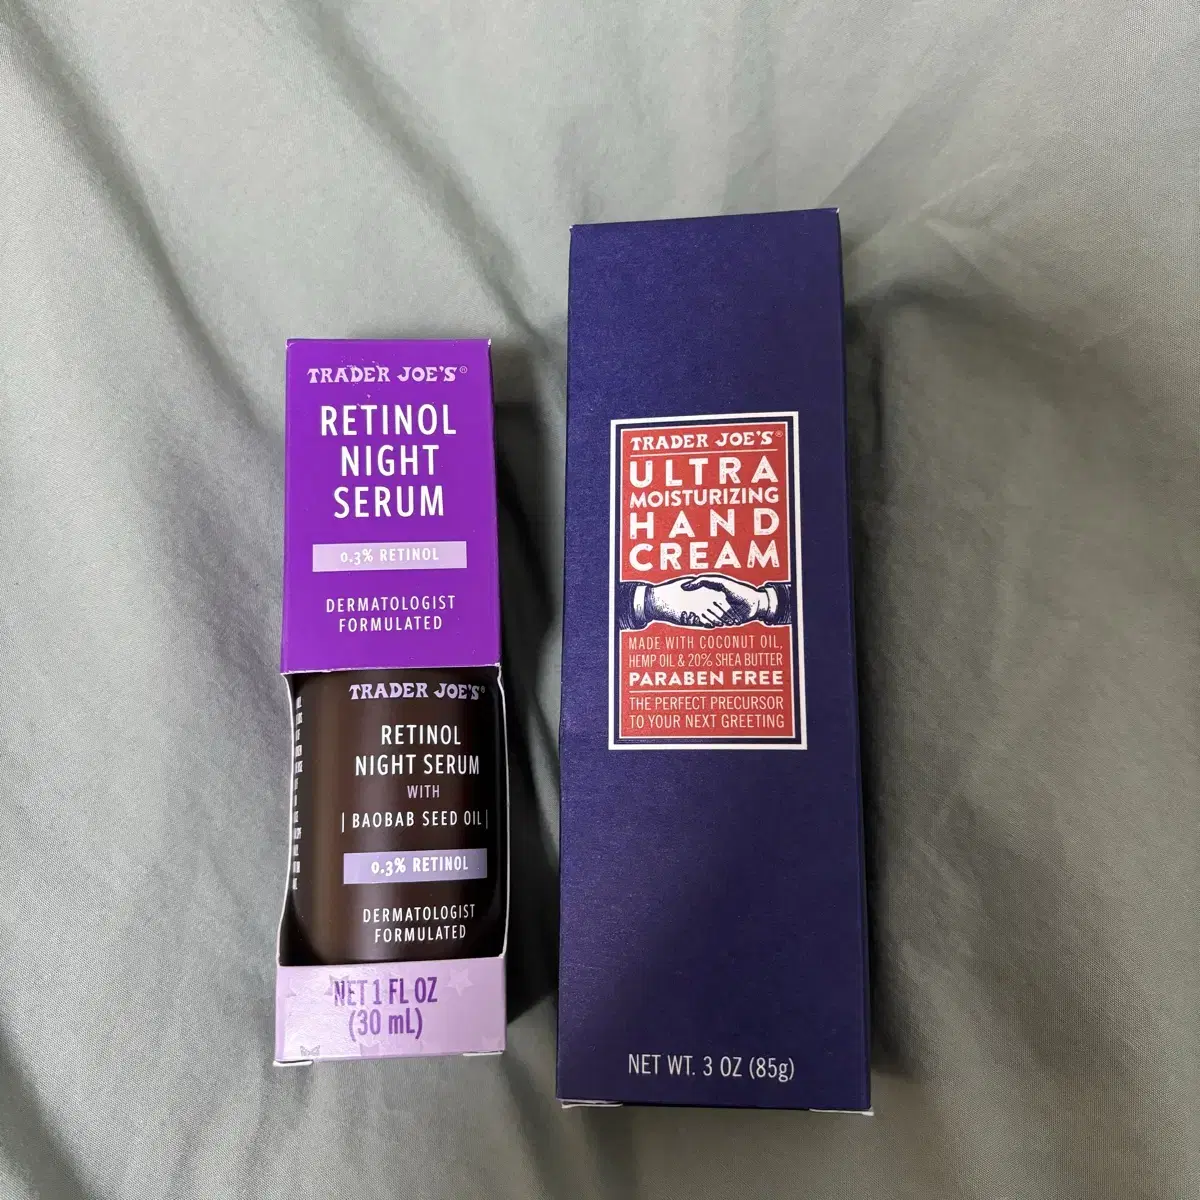 TRADER JOE'S®
RETINOL
NIGHT
SERUM
0.3% RETINOL
DERMATOLOGIST
FORMULATED
TRADER JOE'S®
RETINOL
NIGHT SERUM
WITH
| BAOBAB SEED OIL |
0.3% RETINOL
DERMATOLOGIST
FORMULATED
NET 1 FL OZ
(30 mL)
TRADER JOE'S®
ULTRA
MOISTURIZING
HAND
CREAM
MADE WITH COCONUT OIL,
HEMP OIL & 20% SHEA BUTTER
PARABEN FREE
THE PERFECT PRECURSOR
TO YOUR NEXT GREETING
NET WT. 3 OZ (85g)